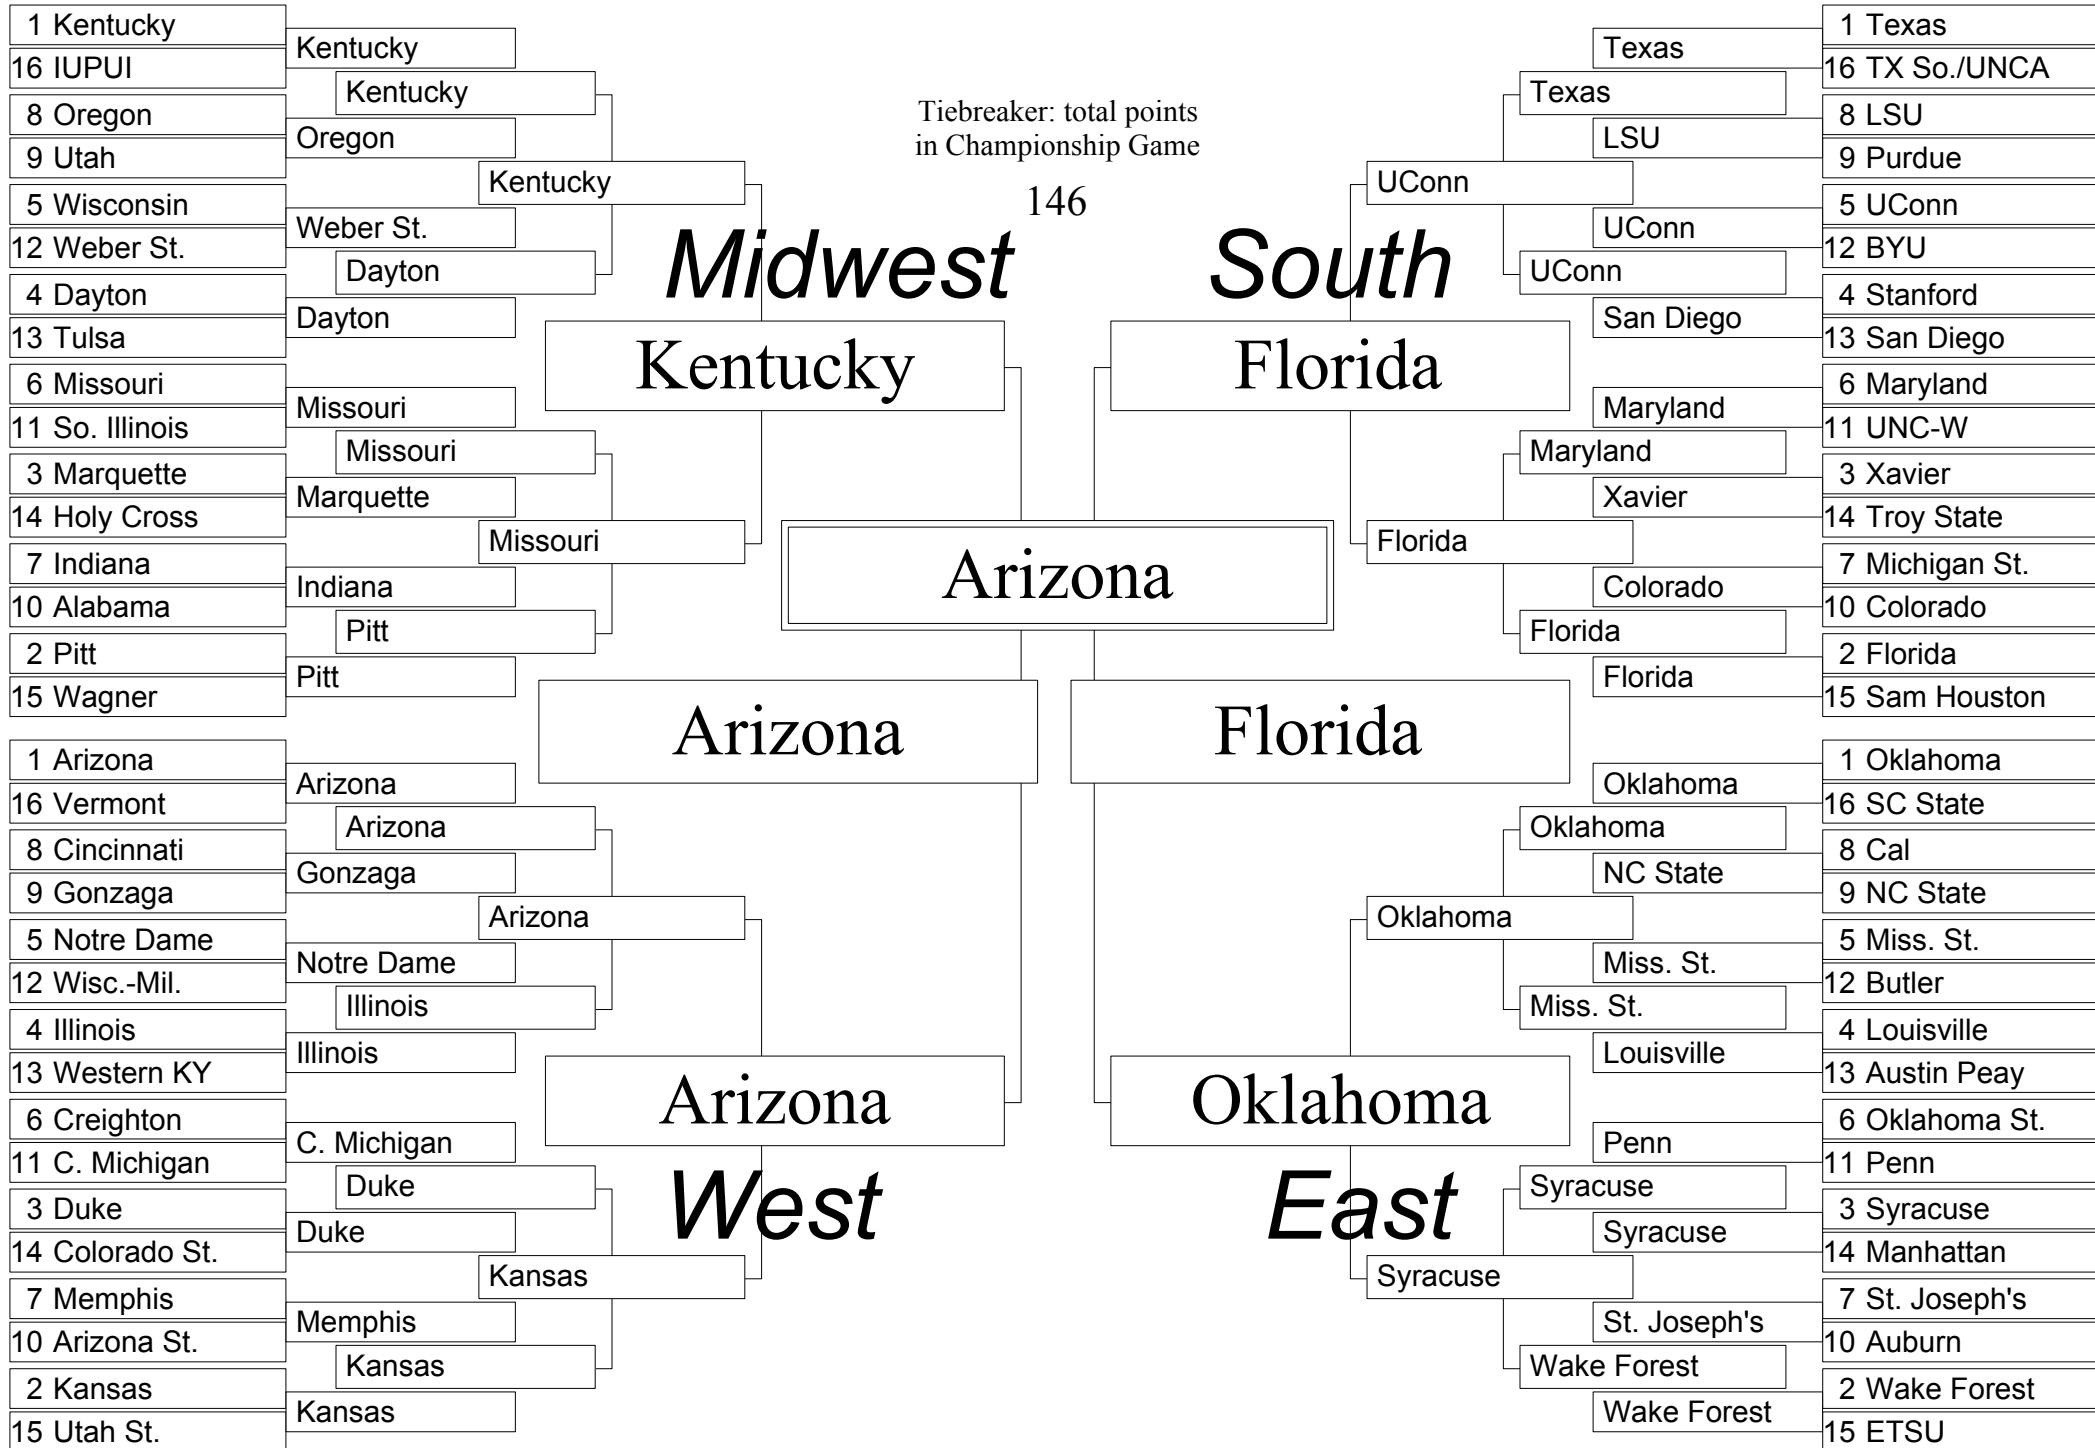 1 Kentucky
16 IUPUI
8 Oregon
9 Utah
5 Wisconsin
12 Weber St.
4 Dayton
13 Tulsa
6 Missouri
11 So. Illinois
3 Marquette
14 Holy Cross
7 Indiana
10 Alabama
2 Pitt
15 Wagner
Kentucky
Oregon
Weber St.
Dayton
Missouri
Marquette
Indiana
Pitt
Kentucky
Dayton
Missouri
Pitt
Kentucky
Missouri
Midwest
Kentucky
1 Arizona
16 Vermont
8 Cincinnati
9 Gonzaga
5 Notre Dame
12 Wisc.-Mil.
4 Illinois
13 Western KY
6 Creighton
11 C. Michigan
3 Duke
14 Colorado St.
7 Memphis
10 Arizona St.
2 Kansas
15 Utah St.
Arizona
Gonzaga
Notre Dame
Illinois
C. Michigan
Duke
Memphis
Kansas
Arizona
Illinois
Duke
Kansas
Arizona
Kansas
Arizona
West
Tiebreaker: total points
in Championship Game
146
Arizona
Arizona
Florida
South
Florida
UConn
Florida
Texas
UConn
Maryland
Florida
Texas
LSU
UConn
San Diego
Maryland
Xavier
Colorado
Florida
1 Texas
16 TX So./UNCA
8 LSU
9 Purdue
5 UConn
12 BYU
4 Stanford
13 San Diego
6 Maryland
11 UNC-W
3 Xavier
14 Troy State
7 Michigan St.
10 Colorado
2 Florida
15 Sam Houston
Oklahoma
East
Oklahoma
Syracuse
Oklahoma
Miss. St.
Syracuse
Wake Forest
Oklahoma
NC State
Miss. St.
Louisville
Penn
Syracuse
St. Joseph's
Wake Forest
1 Oklahoma
16 SC State
8 Cal
9 NC State
5 Miss. St.
12 Butler
4 Louisville
13 Austin Peay
6 Oklahoma St.
11 Penn
3 Syracuse
14 Manhattan
7 St. Joseph's
10 Auburn
2 Wake Forest
15 ETSU